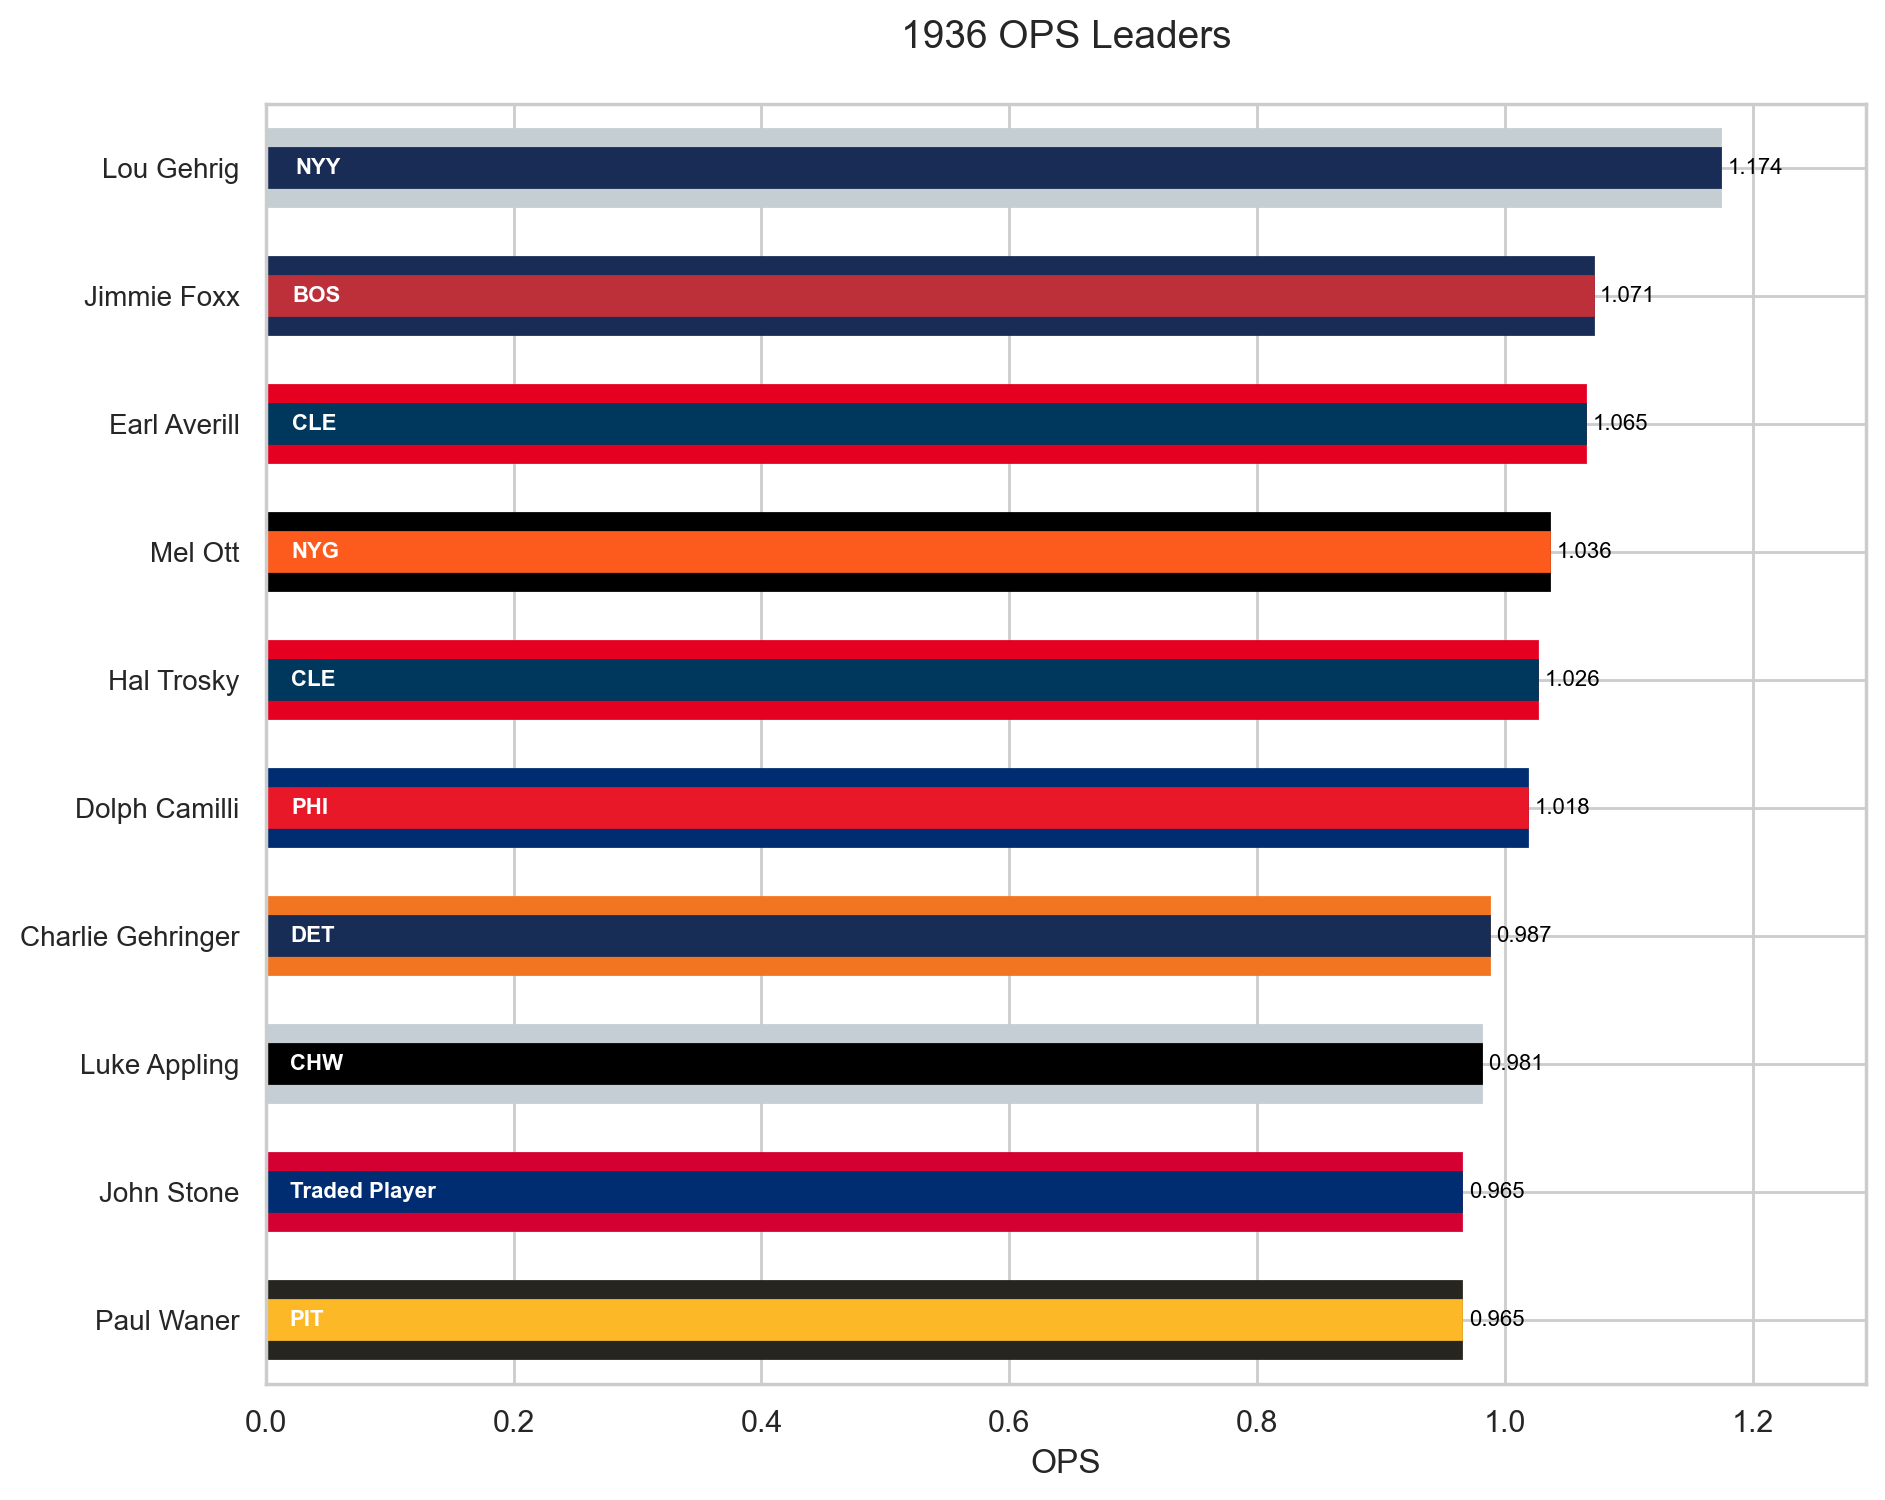 1936 OPS Leaders
Lou Gehrig NYY 1.174
Jimmie Foxx BOS 1.071
Earl Averill CLE 1.065
Mel Ott NYG 1.036
Hal Trosky CLE 1.026
Dolph Camilli PHI 1.018
Charlie Gehringer DET 0.987
Luke Appling CHW 0.981
John Stone Traded Player 0.965
Paul Waner PIT 0.965
0.0 0.2 0.4 0.6 0.8 1.0 1.2
OPS